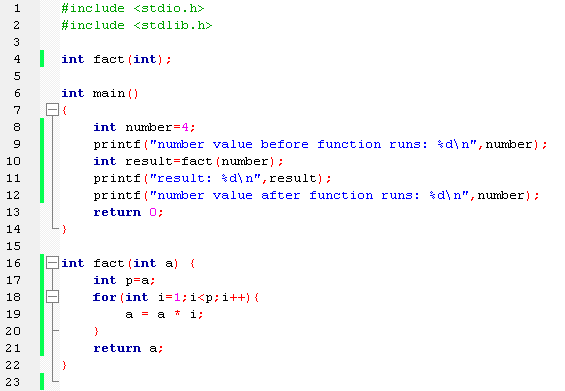 1 #include <stdio.h>
2 #include <stdlib.h>
3
4 int fact(int);
5
6 int main()
7 {
8 int number=4;
9 printf("number value before function runs: %d\n",number);
10 int result=fact(number);
11 printf("result: %d\n",result);
12 printf("number value after function runs: %d\n",number);
13 return 0;
14 }
15
16 int fact(int a) {
17 int p=a;
18 for(int i=1;i<p;i++){
19 a = a * i;
20 }
21 return a;
22 }
23